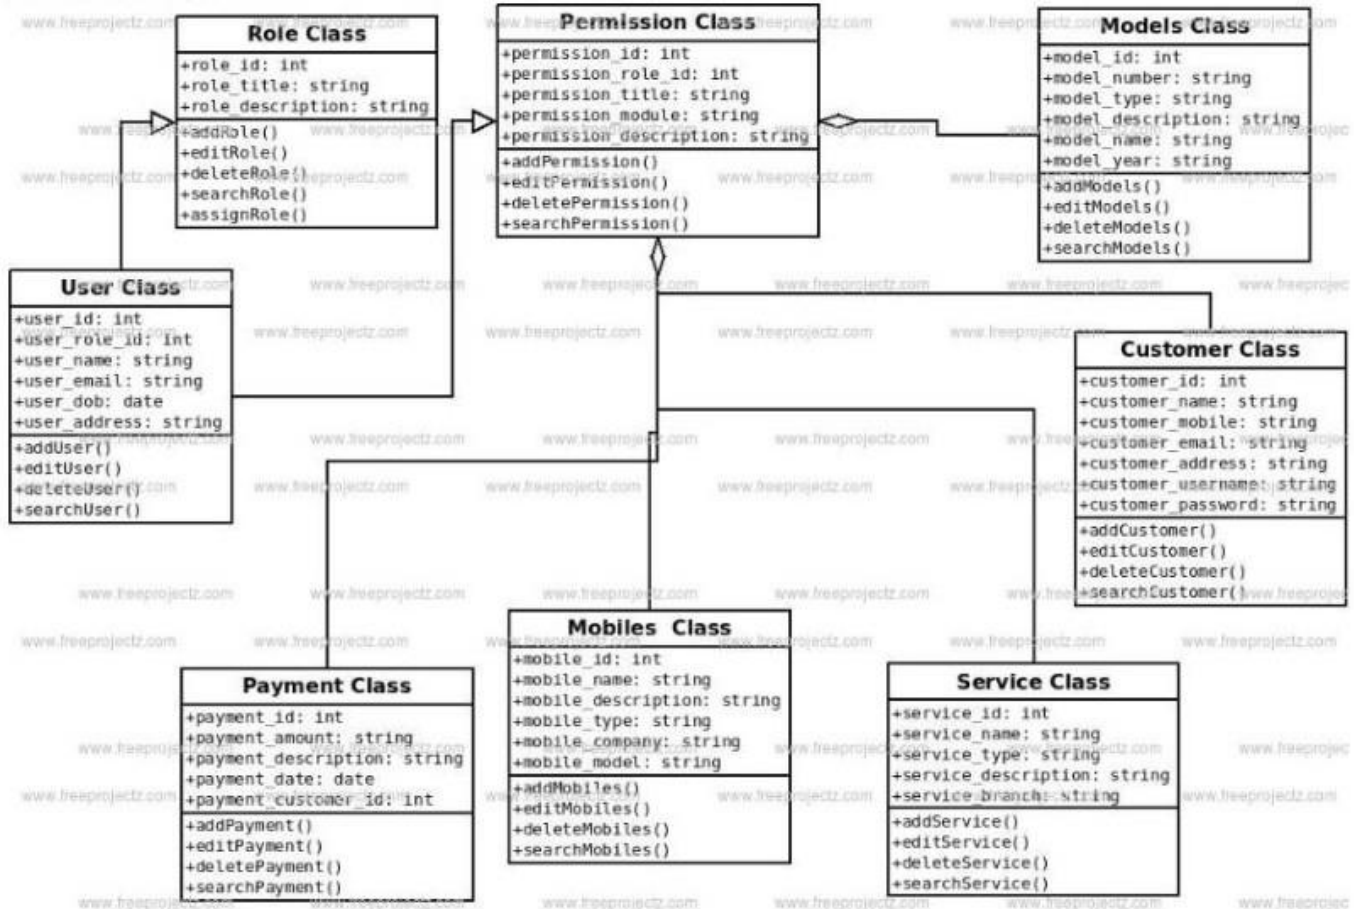 Role Class
+role_id: int
+role_title: string
+role_description: string
+addRole()
+editRole()
+deleteRole()
+searchRole()
+assignRole()
Permission Class
+permission_id: int
+permission_role_id: int
+permission_title: string
+permission_module: string
+permission_description: string
+addPermission()
+editPermission()
+deletePermission()
+searchPermission()
Models Class
+model_id: int
+model_number: string
+model_type: string
+model_description: string
+model_name: string
+model_year: string
+addModels()
+editModels()
+deleteModels()
+searchModels()
User Class
+user_id: int
+user_role_id: int
+user_name: string
+user_email: string
+user_dob: date
+user_address: string
+addUser()
+editUser()
+deleteUser()
+searchUser()
Customer Class
+customer_id: int
+customer_name: string
+customer_mobile: string
+customer_email: string
+customer_address: string
+customer_username: string
+customer_password: string
+addCustomer()
+editCustomer()
+deleteCustomer()
+searchCustomer()
Payment Class
+payment_id: int
+payment_amount: string
+payment_description: string
+payment_date: date
+payment_customer_id: int
+addPayment()
+editPayment()
+deletePayment()
+searchPayment()
Mobiles Class
+mobile_id: int
+mobile_name: string
+mobile_description: string
+mobile_type: string
+mobile_company: string
+mobile_model: string
+addMobiles()
+editMobiles()
+deleteMobiles()
+searchMobiles()
Service Class
+service_id: int
+service_name: string
+service_type: string
+service_description: string
+service_branch: string
+addService()
+editService()
+deleteService()
+searchService()
www.freeprojectz.com